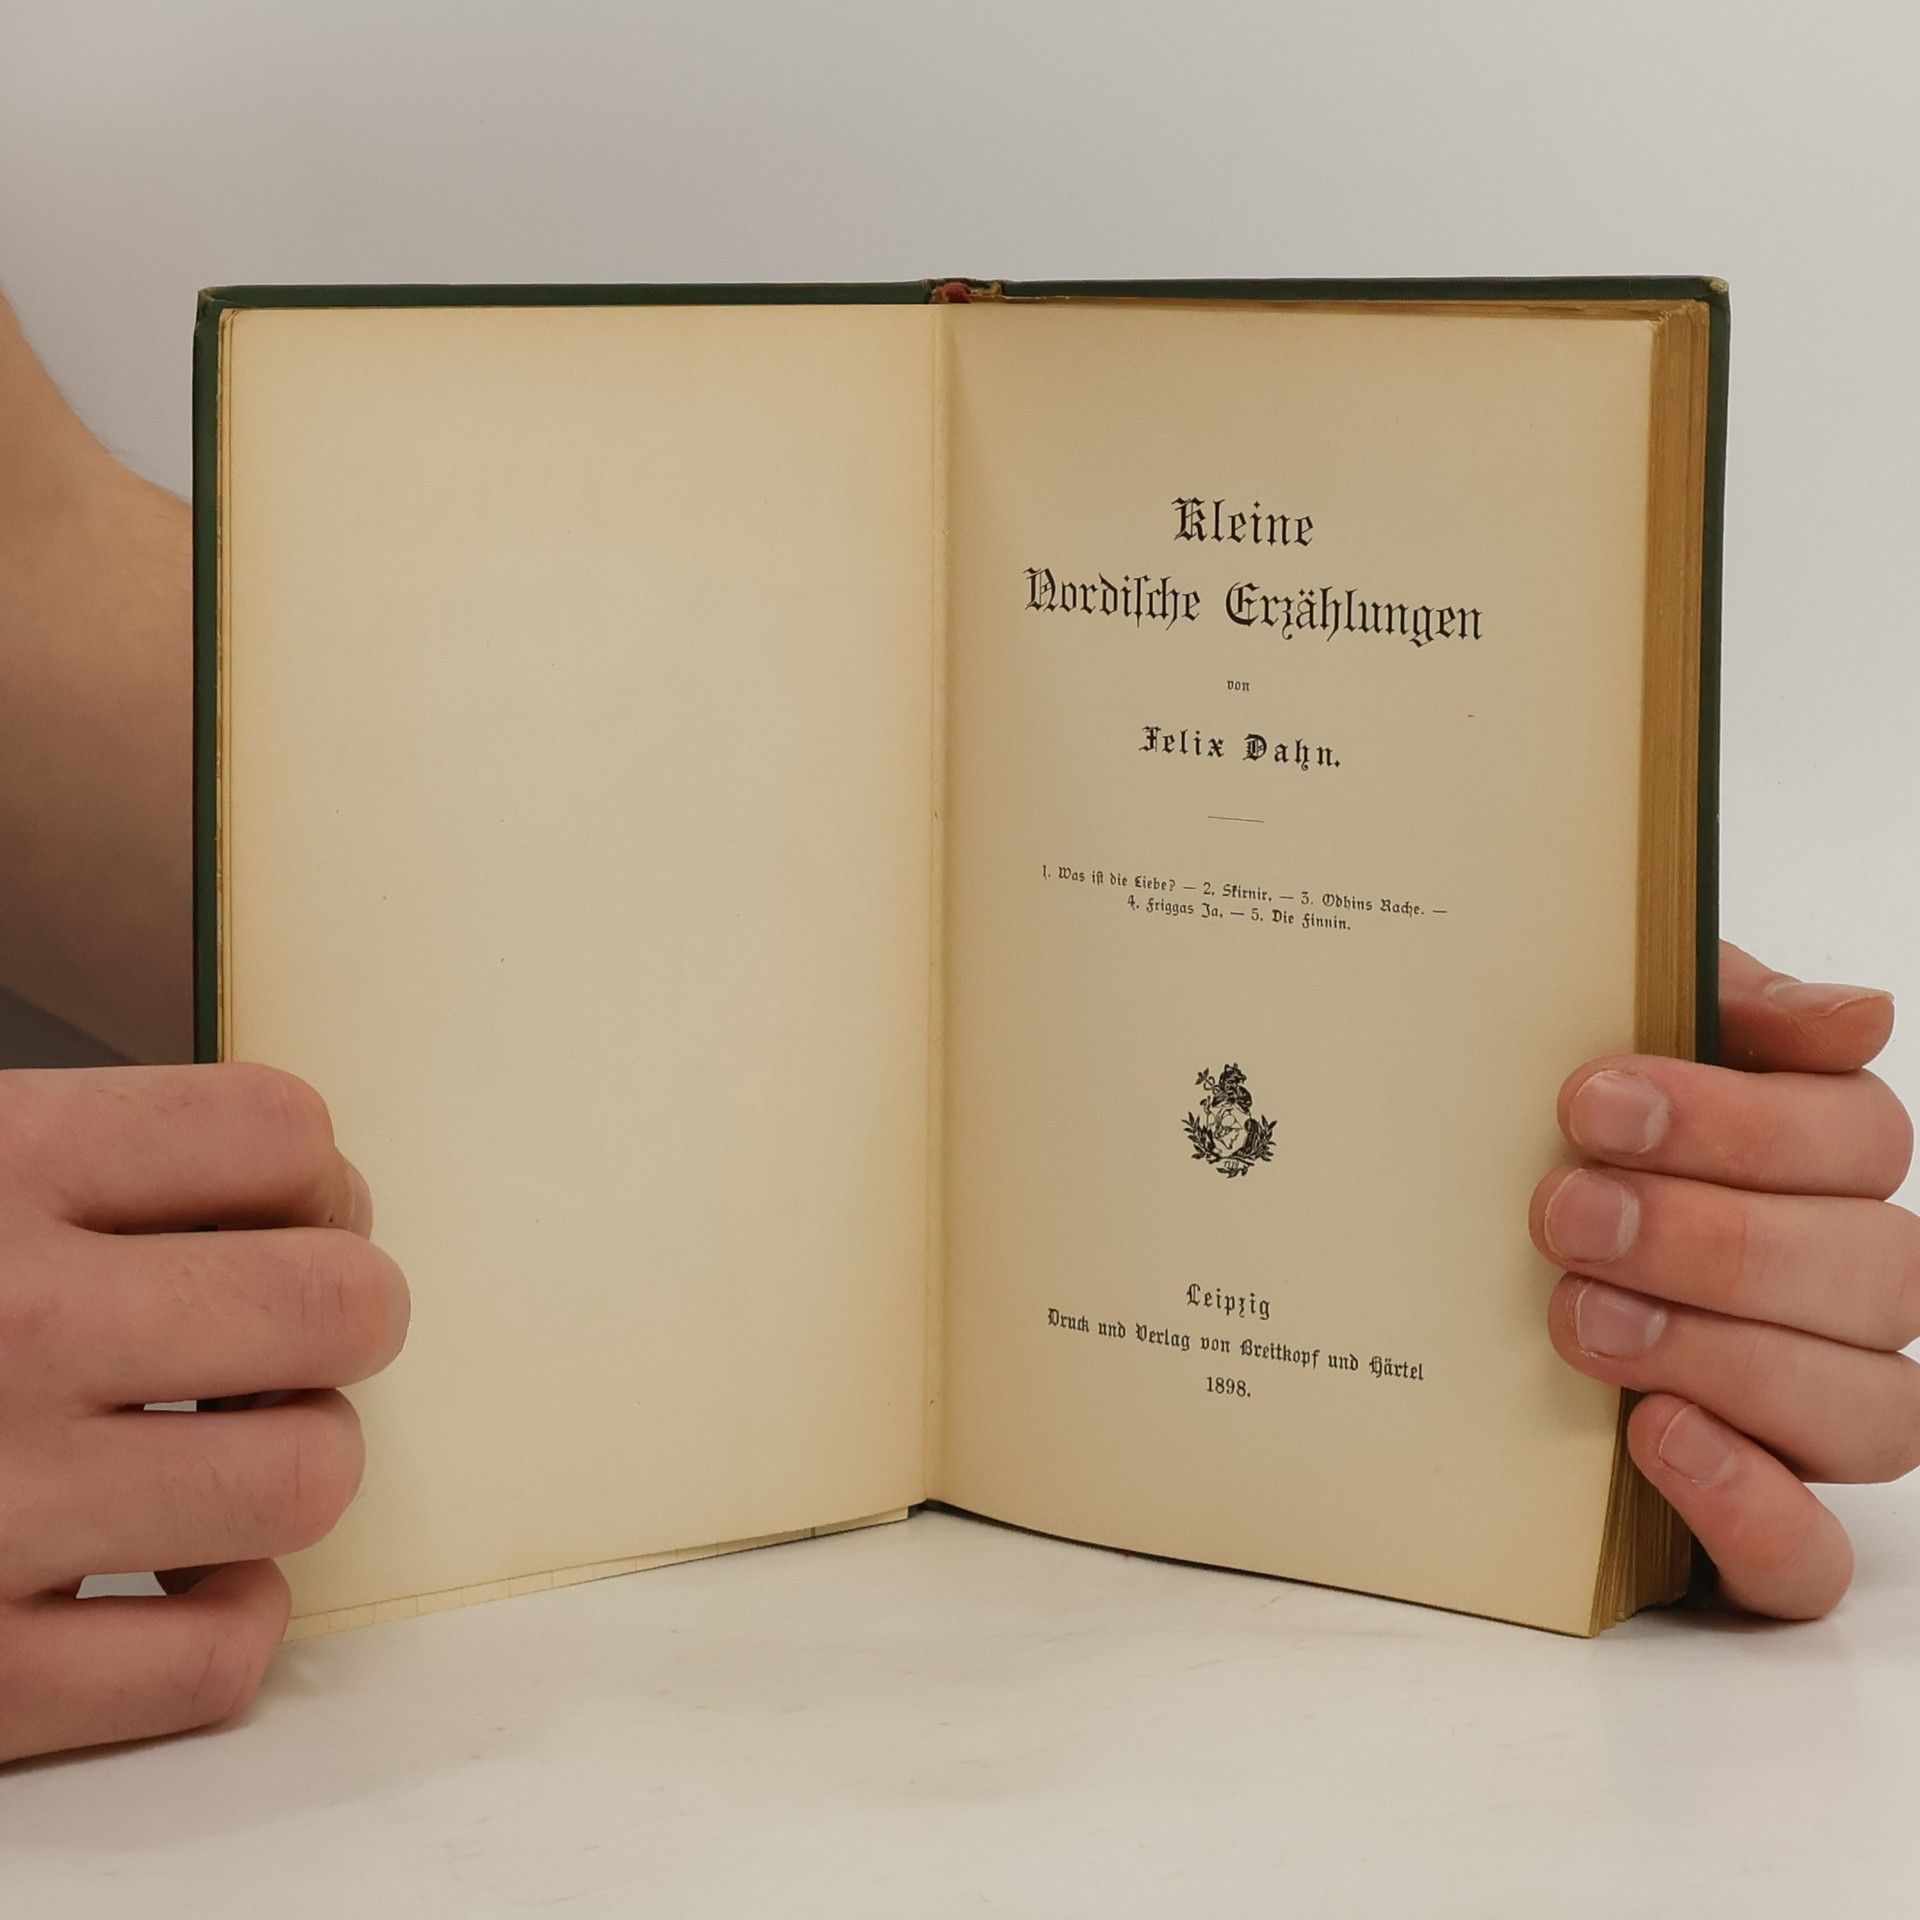 Kleine
Nordiſche Erzählungen
von
Felix Dahn.
1. Was iſt die Liebe? — 2. Skirnir. — 3. Odhins Rache. —
4. Friggas Ja. — 5. Die Finnin.
Leipzig
Druck und Verlag von Breitkopf und Härtel
1898.